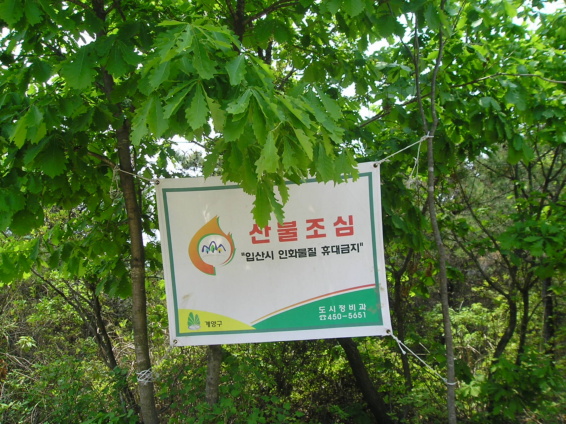 산불조심
"입산시 인화물질 휴대금지"
계양구
도시정비과
☎450-5651